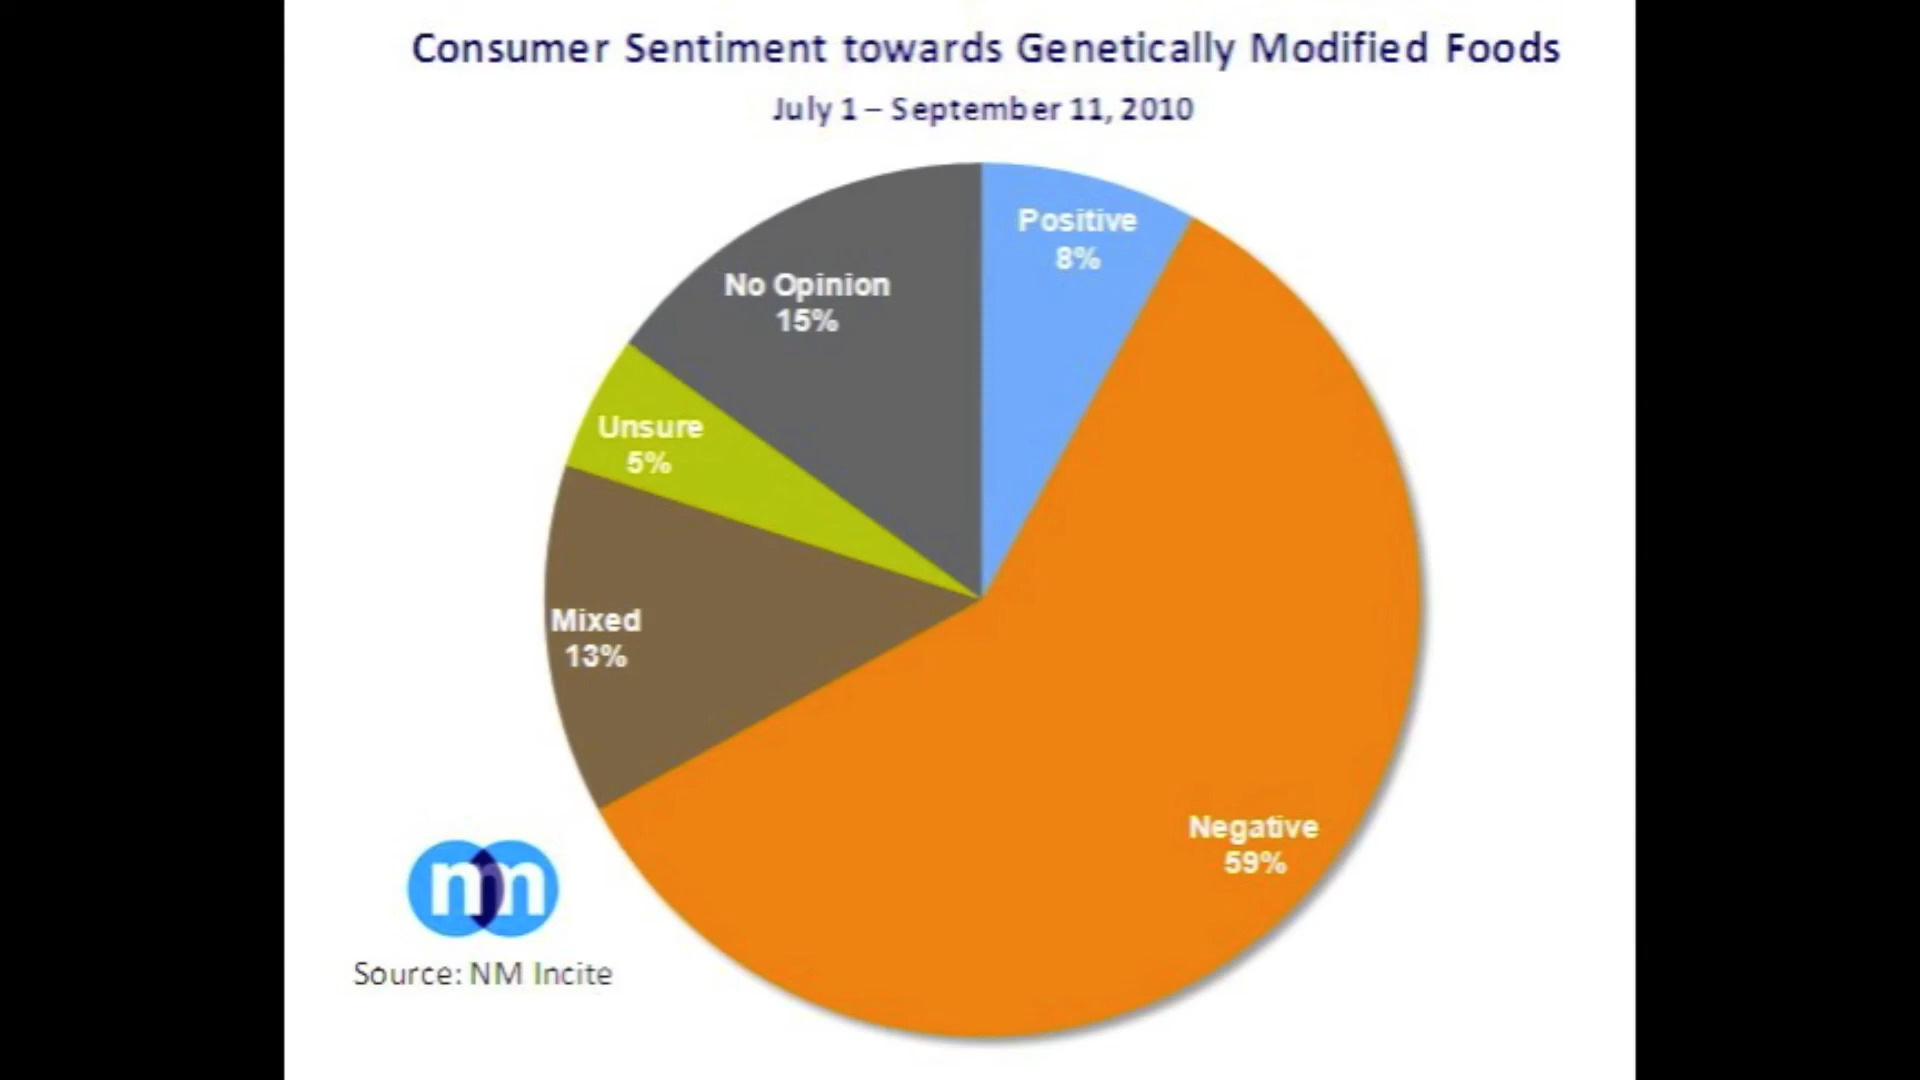 Consumer Sentiment towards Genetically Modified Foods
July 1 – September 11, 2010
Positive
8%
No Opinion
15%
Unsure
5%
Mixed
13%
Negative
59%
nm
Source: NM Incite